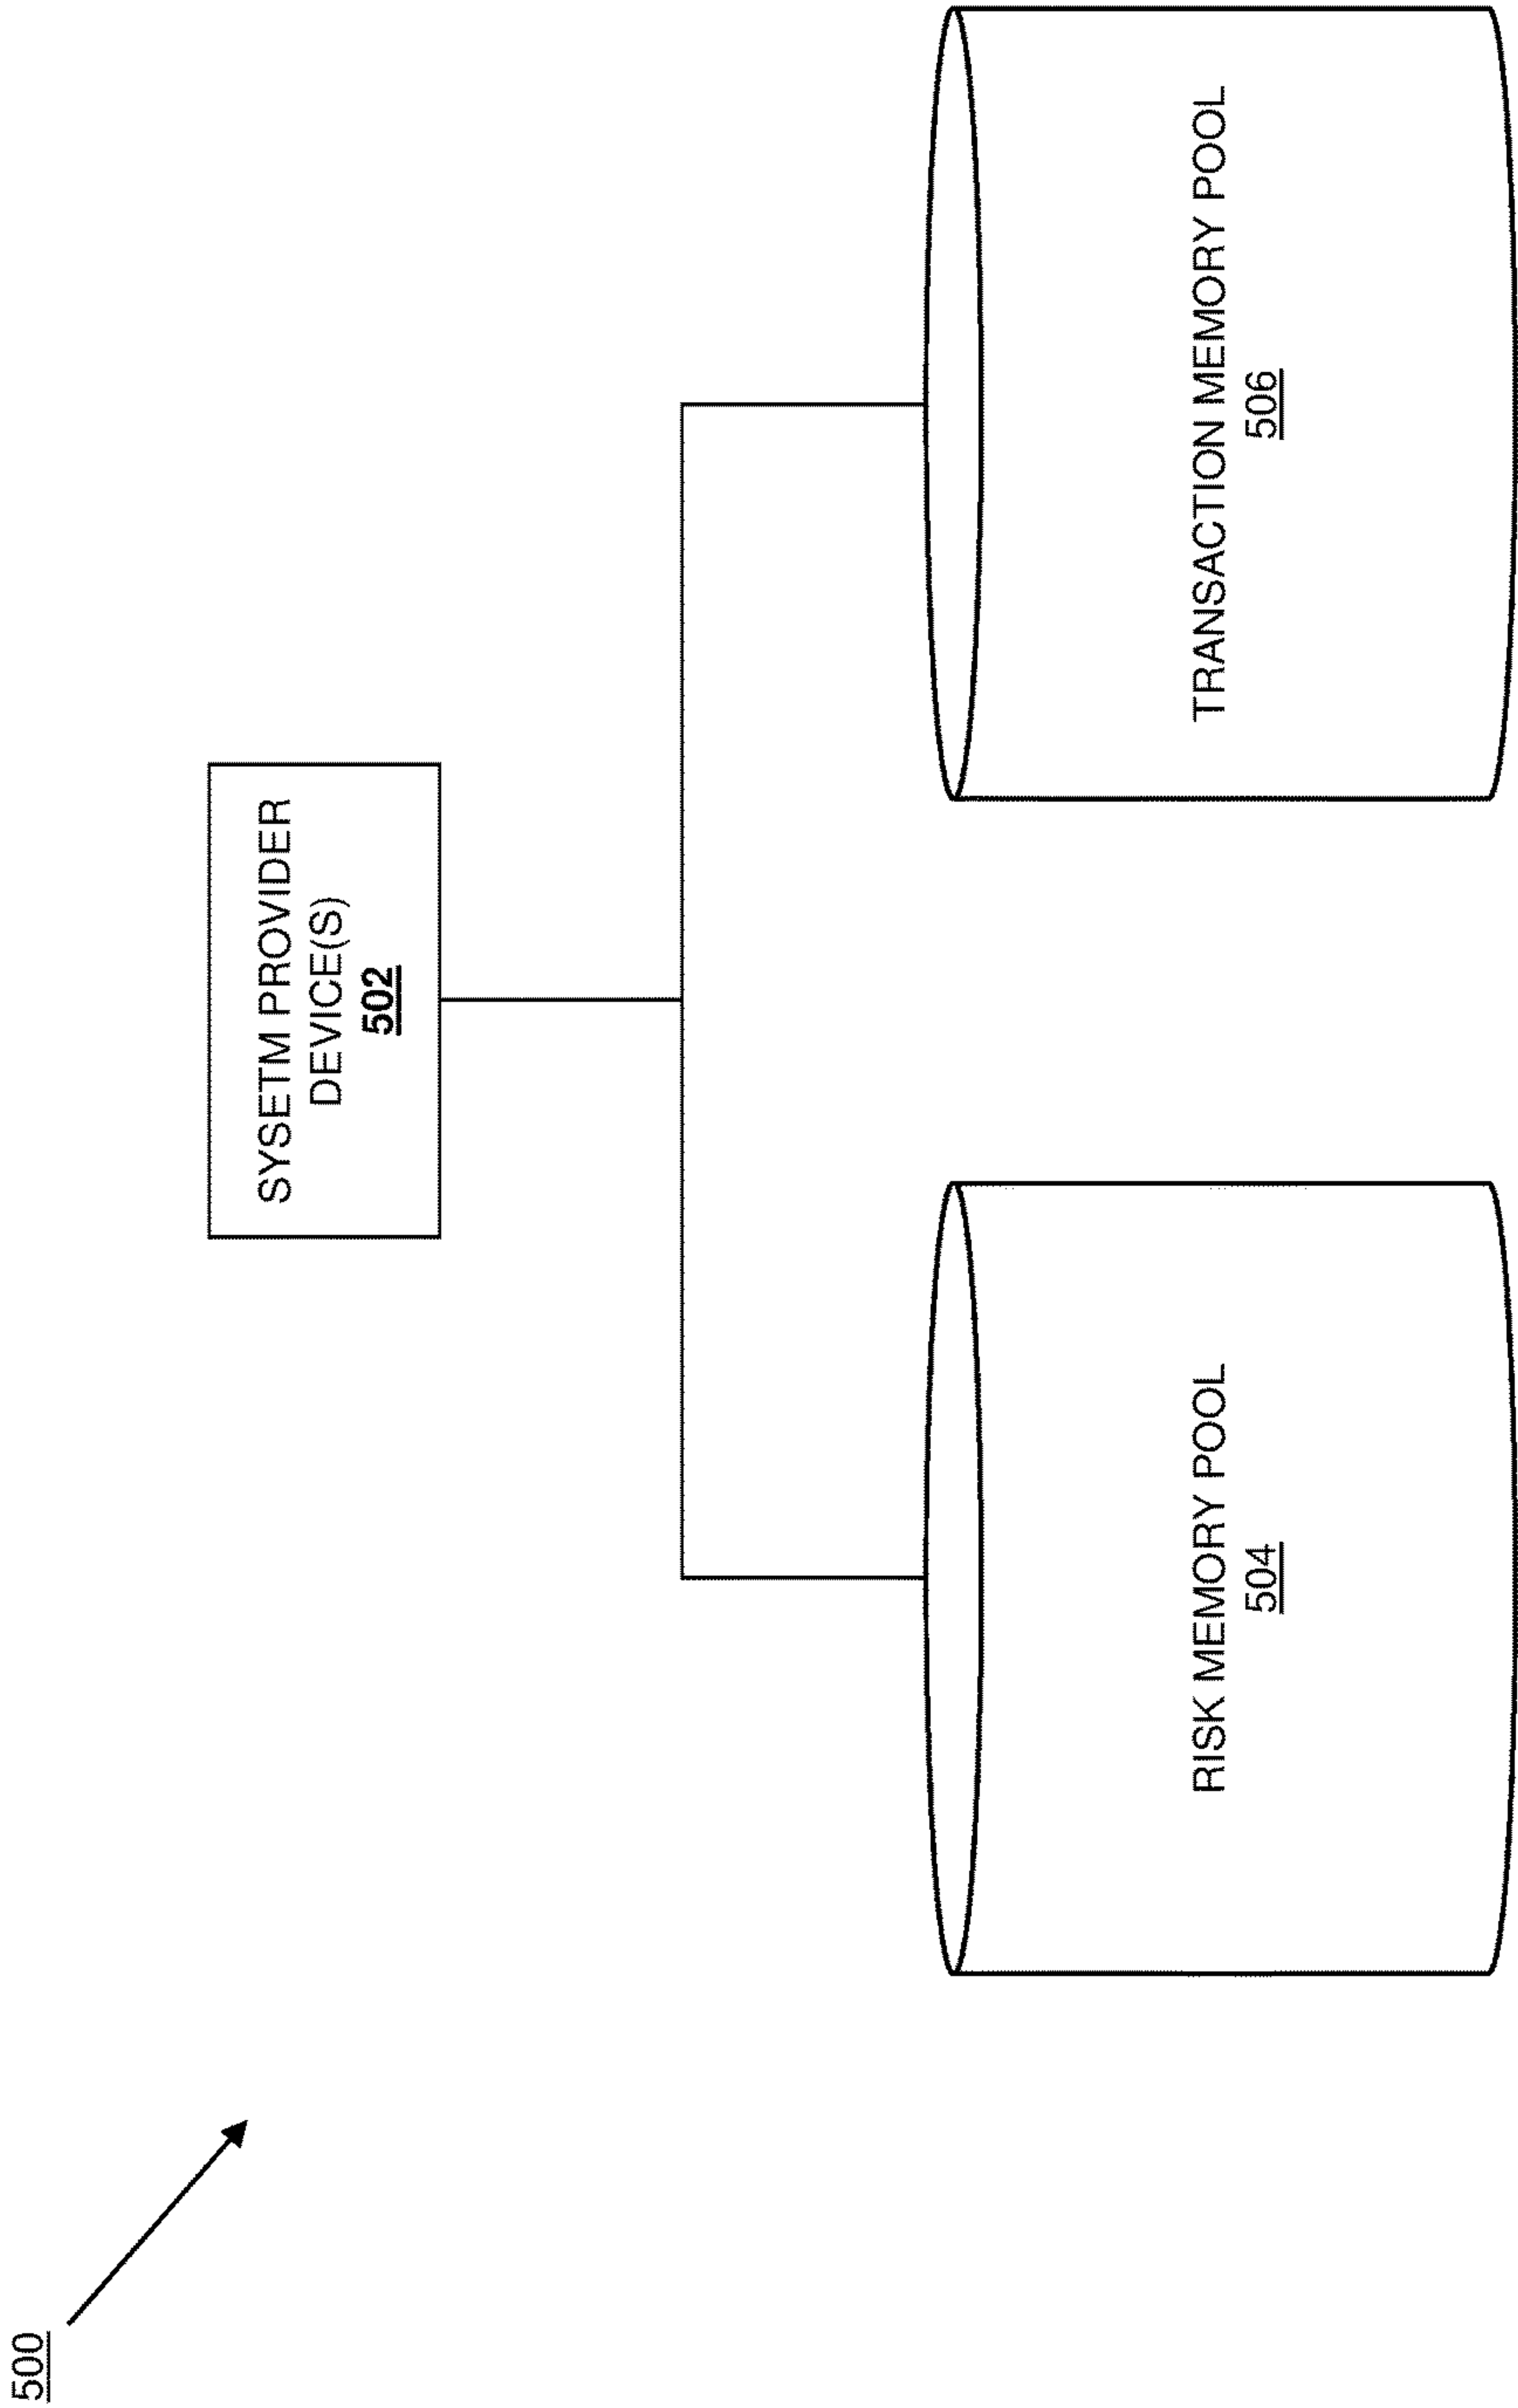 500
SYSETM PROVIDER
DEVICE(S)
502
RISK MEMORY POOL
504
TRANSACTION MEMORY POOL
506